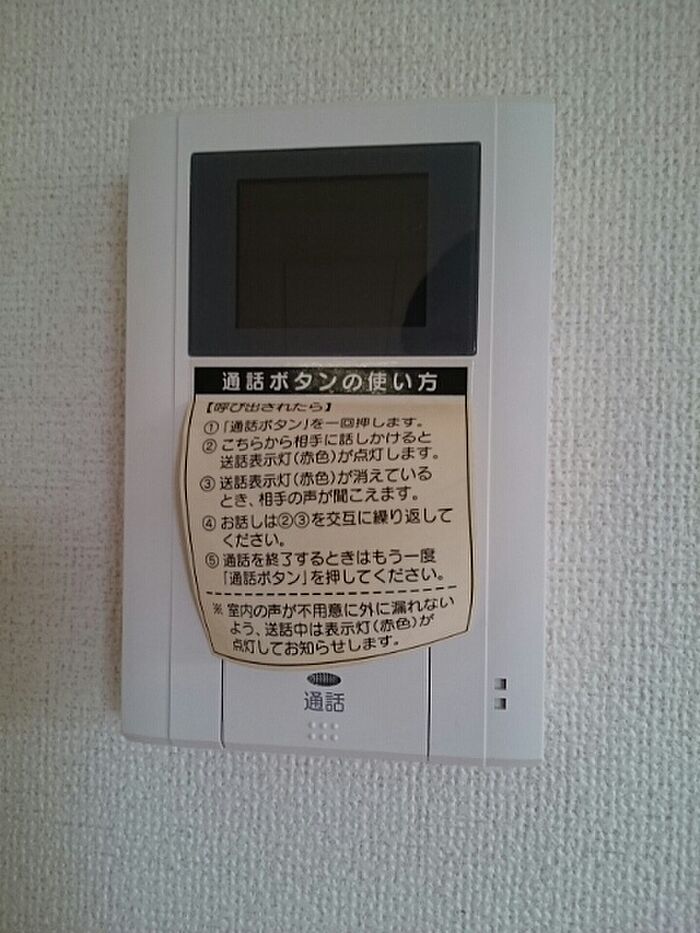 通話ボタンの使い方
【呼び出されたら】
①「通話ボタン」を一回押します。
②こちらから相手に話しかけると
送話表示灯(赤色)が点灯します。
③送話表示灯(赤色)が消えている
とき、相手の声が聞こえます。
④お話しは②③を交互に繰り返して
ください。
⑤通話を終了するときはもう一度
「通話ボタン」を押してください。
※室内の声が不用意に外に漏れない
よう、送話中は表示灯(赤色)が
点灯してお知らせします。
通話